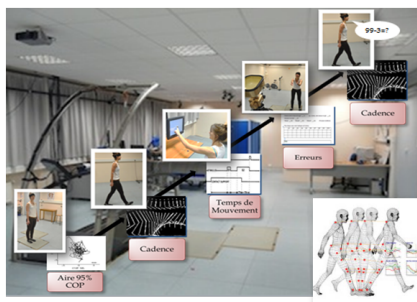 99-3=?
Cadence
Erreurs
Temps de
Mouvement
Cadence
Aire 95%
COP